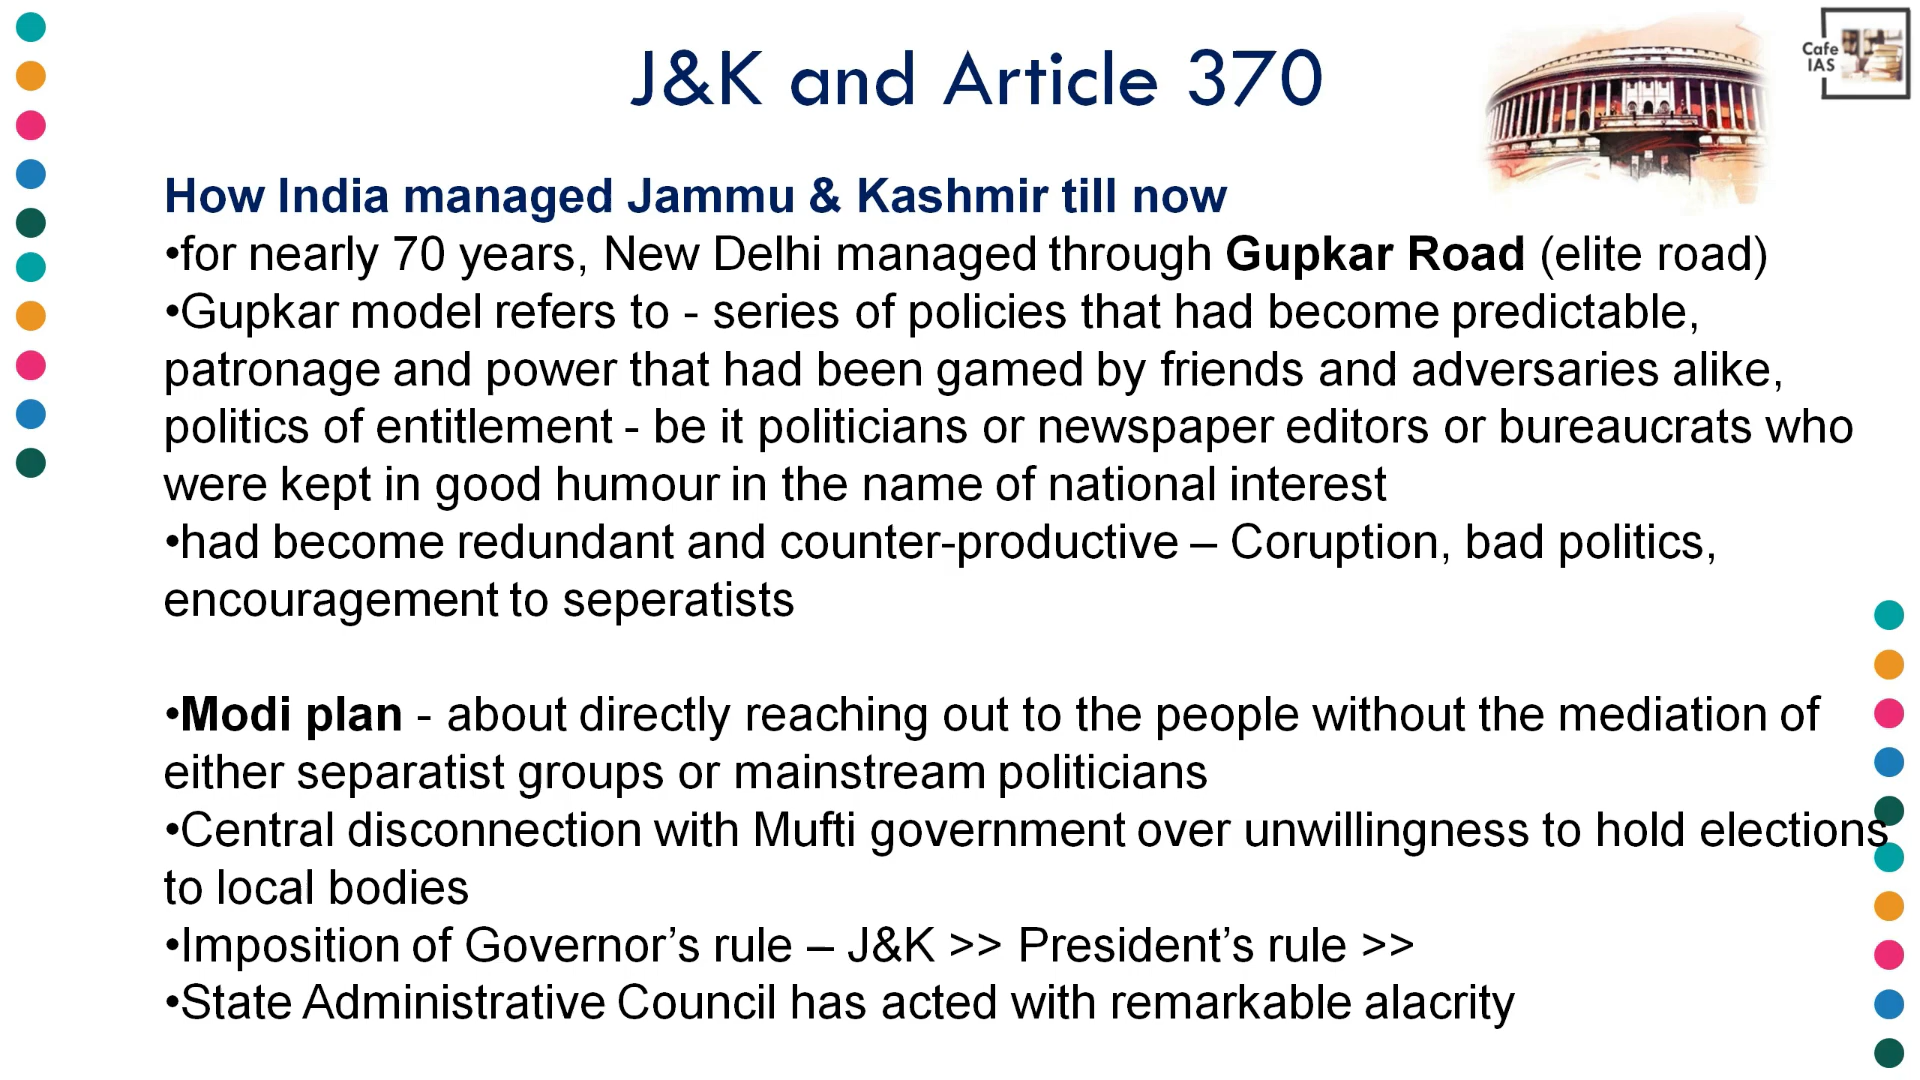 Cafe
IAS
J&K and Article 370
How India managed Jammu & Kashmir till now
•for nearly 70 years, New Delhi managed through Gupkar Road (elite road)
•Gupkar model refers to - series of policies that had become predictable,
patronage and power that had been gamed by friends and adversaries alike,
politics of entitlement - be it politicians or newspaper editors or bureaucrats who
were kept in good humour in the name of national interest
•had become redundant and counter-productive – Coruption, bad politics,
encouragement to seperatists
•Modi plan - about directly reaching out to the people without the mediation of
either separatist groups or mainstream politicians
•Central disconnection with Mufti government over unwillingness to hold elections
to local bodies
•Imposition of Governor’s rule – J&K >> President’s rule >>
•State Administrative Council has acted with remarkable alacrity